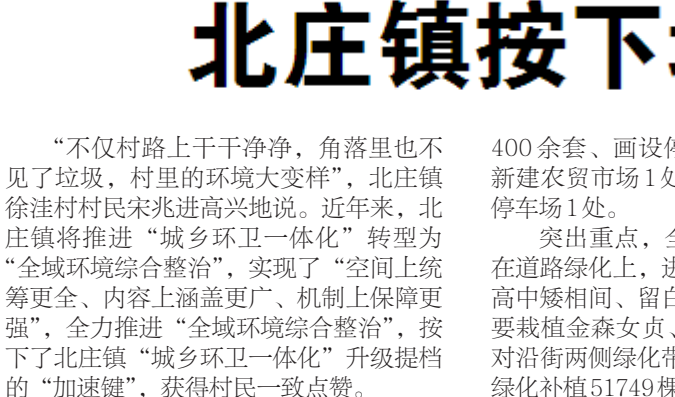 北庄镇按下
“不仅村路上干干净净，角落里也不
见了垃圾，村里的环境大变样”，北庄镇
徐洼村村民宋兆进高兴地说。近年来，北
庄镇将推进“城乡环卫一体化”转型为
“全域环境综合整治”，实现了“空间上统
筹更全、内容上涵盖更广、机制上保障更
强”，全力推进“全域环境综合整治”，按
下了北庄镇“城乡环卫一体化”升级提档
的“加速键”，获得村民一致点赞。
400余套、画设停
新建农贸市场1处
停车场1处。
突出重点，全
在道路绿化上，进
高中矮相间、留白
要栽植金森女贞、
对沿街两侧绿化带
绿化补植51749棵